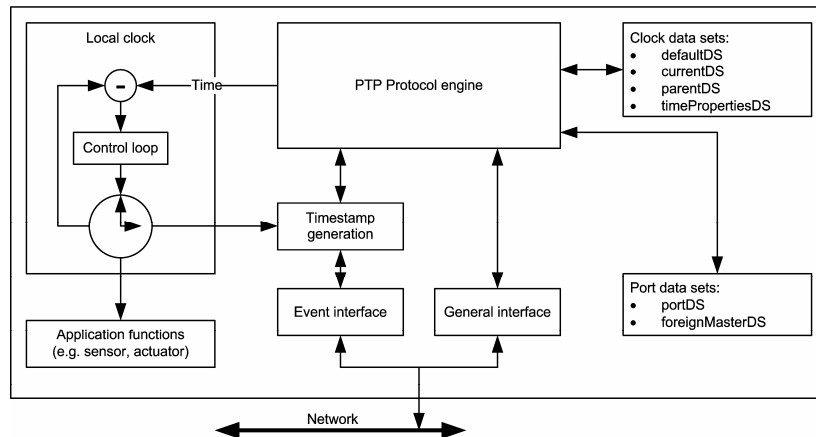 Local clock
-
Time
PTP Protocol engine
Clock data sets:
• defaultDS
• currentDS
• parentDS
• timePropertiesDS
Control loop
Timestamp
generation
Event interface
General interface
Port data sets:
• portDS
• foreignMasterDS
Application functions
(e.g. sensor, actuator)
Network